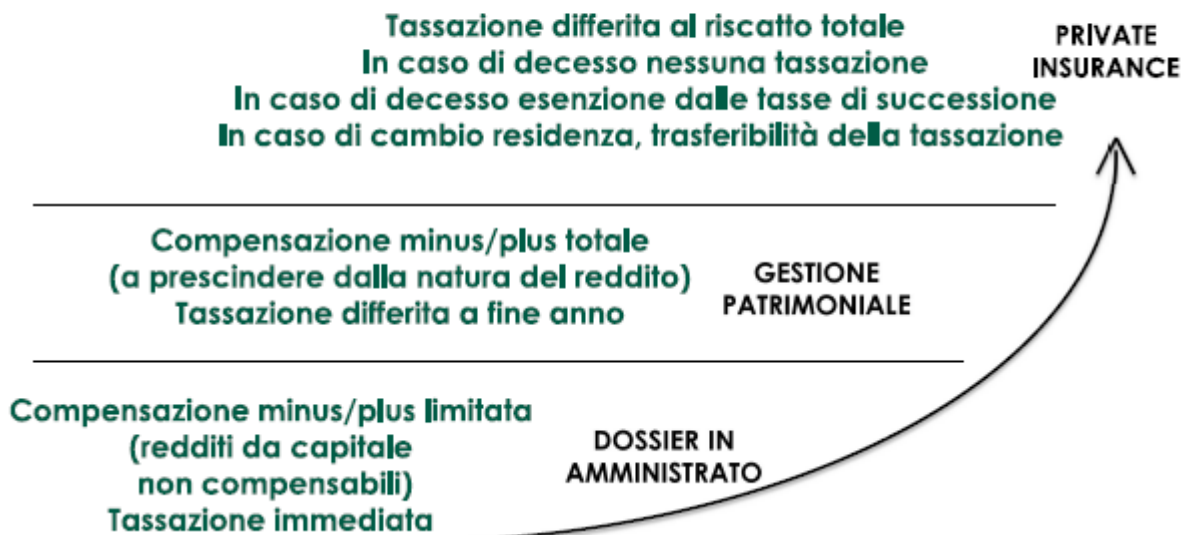 Tassazione differita al riscatto totale
In caso di decesso nessuna tassazione
In caso di decesso esenzione dalle tasse di successione
In caso di cambio residenza, trasferibilità della tassazione
PRIVATE
INSURANCE
Compensazione minus/plus totale
(a prescindere dalla natura del reddito)
Tassazione differita a fine anno
GESTIONE
PATRIMONIALE
Compensazione minus/plus limitata
(redditi da capitale
non compensabili)
Tassazione immediata
DOSSIER IN
AMMINISTRATO